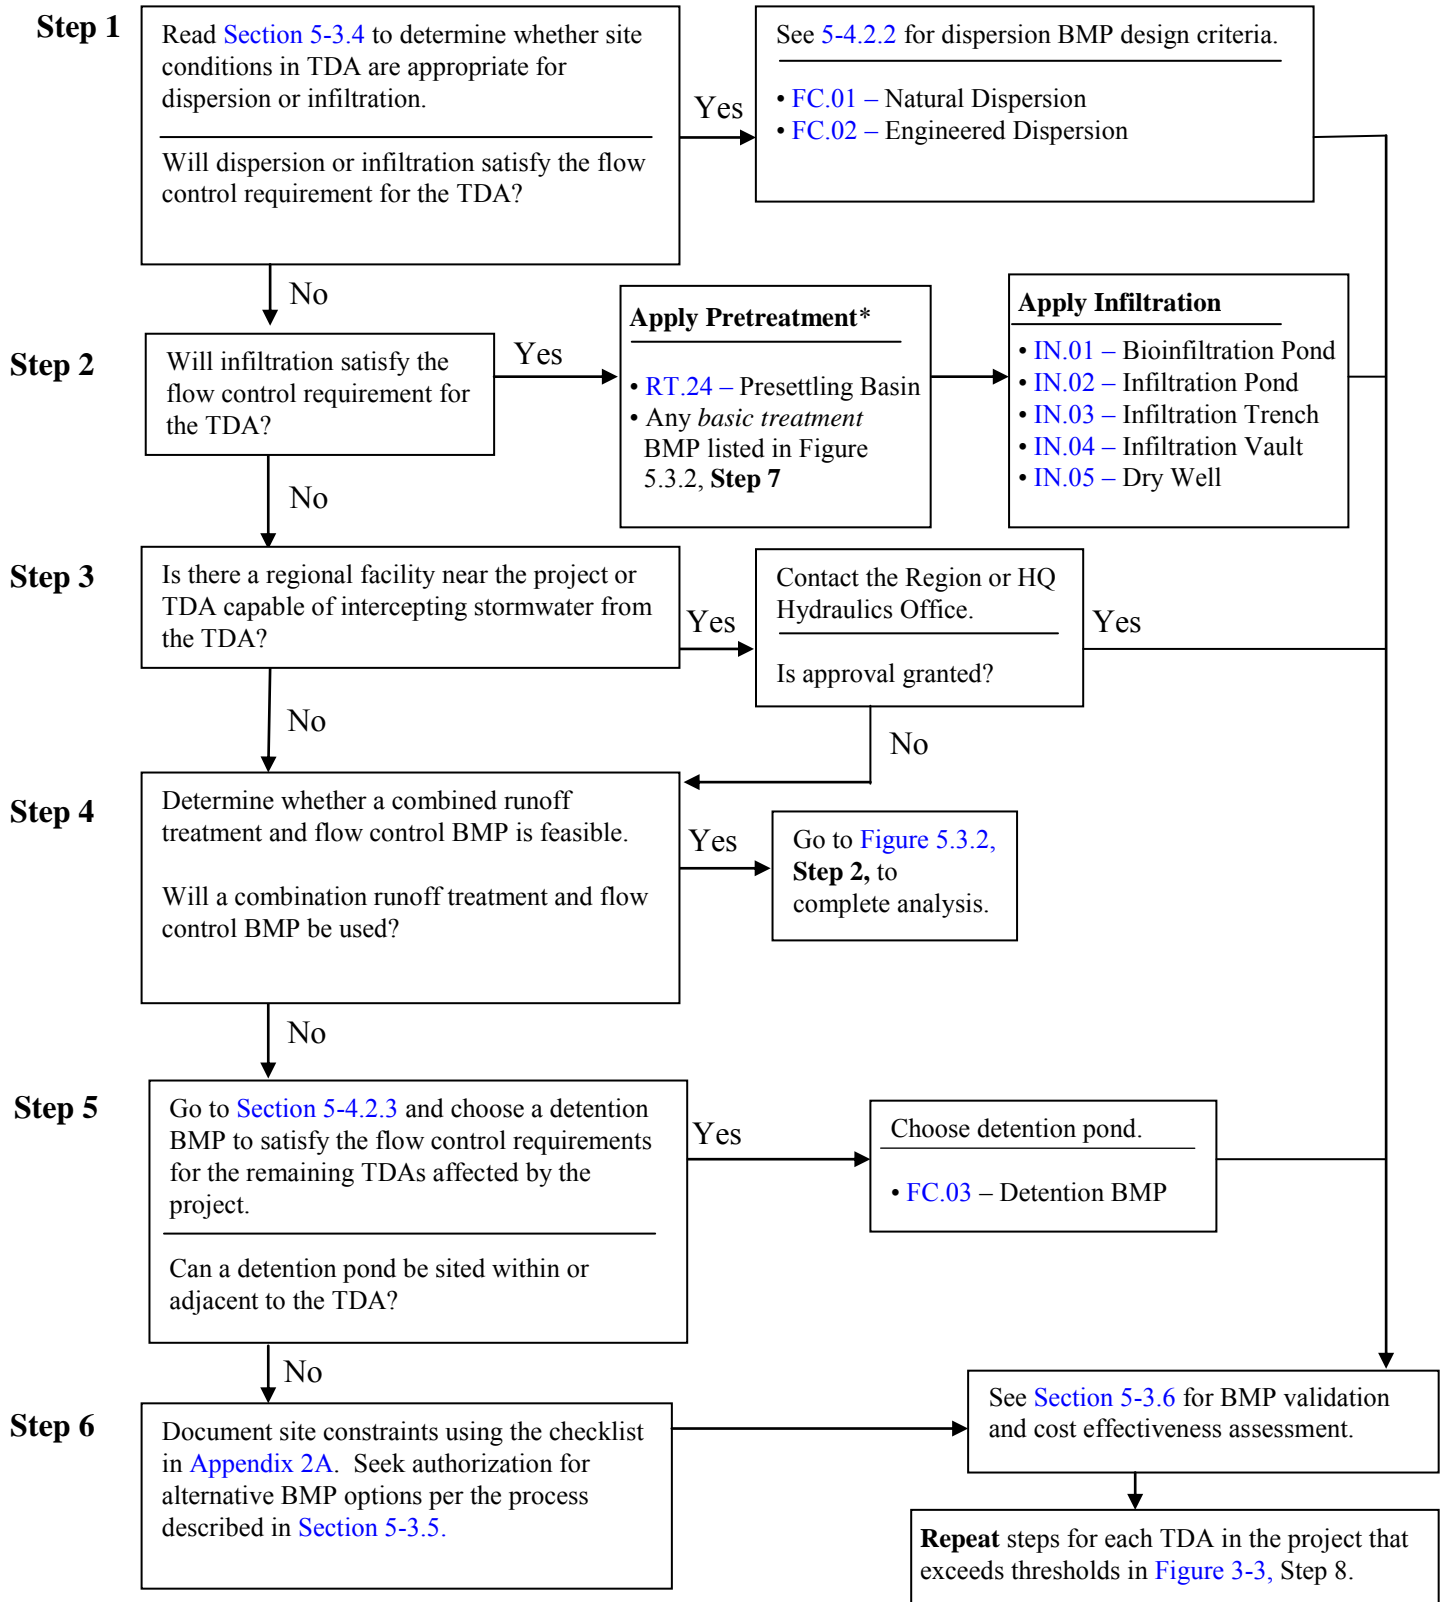 Step 1
Read Section 5-3.4 to determine whether site
conditions in TDA are appropriate for
dispersion or infiltration.
Will dispersion or infiltration satisfy the flow
control requirement for the TDA?
Yes
See 5-4.2.2 for dispersion BMP design criteria.
• FC.01 – Natural Dispersion
• FC.02 – Engineered Dispersion
No
Step 2
Will infiltration satisfy the
flow control requirement for
the TDA?
Yes
Apply Pretreatment*
• RT.24 – Presettling Basin
• Any basic treatment
BMP listed in Figure
5.3.2, Step 7
Apply Infiltration
• IN.01 – Bioinfiltration Pond
• IN.02 – Infiltration Pond
• IN.03 – Infiltration Trench
• IN.04 – Infiltration Vault
• IN.05 – Dry Well
No
Step 3
Is there a regional facility near the project or
TDA capable of intercepting stormwater from
the TDA?
Yes
Contact the Region or HQ
Hydraulics Office.
Is approval granted?
Yes
No
No
Step 4
Determine whether a combined runoff
treatment and flow control BMP is feasible.
Will a combination runoff treatment and flow
control BMP be used?
Yes
Go to Figure 5.3.2,
Step 2, to
complete analysis.
No
Step 5
Go to Section 5-4.2.3 and choose a detention
BMP to satisfy the flow control requirements
for the remaining TDAs affected by the
project.
Can a detention pond be sited within or
adjacent to the TDA?
Yes
Choose detention pond.
• FC.03 – Detention BMP
No
Step 6
Document site constraints using the checklist
in Appendix 2A.  Seek authorization for
alternative BMP options per the process
described in Section 5-3.5.
See Section 5-3.6 for BMP validation
and cost effectiveness assessment.
Repeat steps for each TDA in the project that
exceeds thresholds in Figure 3-3, Step 8.